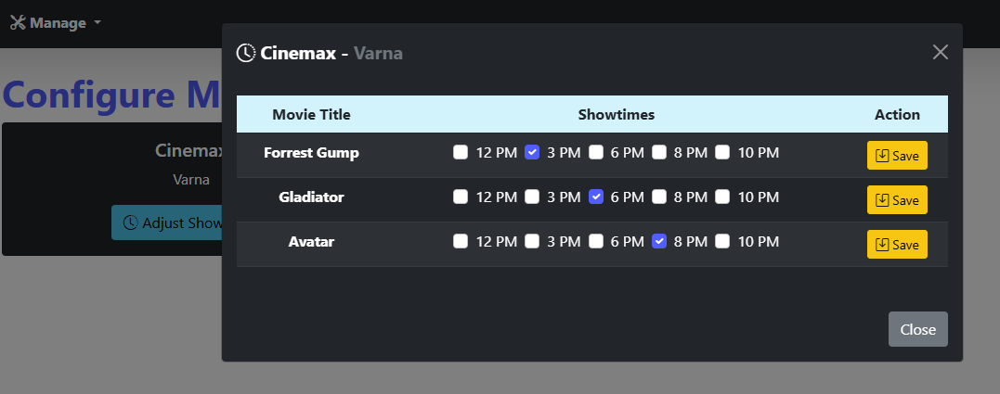 Manage
Cinemax - Varna
Configure M
Movie Title Showtimes Action
Cinemax
Forrest Gump 12 PM 3 PM 6 PM 8 PM 10 PM Save
Varna
Gladiator 12 PM 3 PM 6 PM 8 PM 10 PM Save
Adjust Show
Avatar 12 PM 3 PM 6 PM 8 PM 10 PM Save
Close